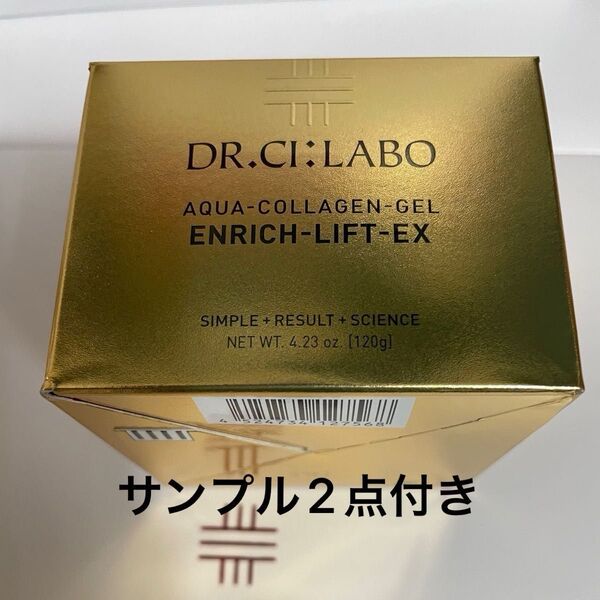 DR.CI:LABO
AQUA-COLLAGEN-GEL
ENRICH-LIFT-EX
SIMPLE+RESULT+SCIENCE
NET WT. 4.23 oz. [120g]
サンプル2点付き